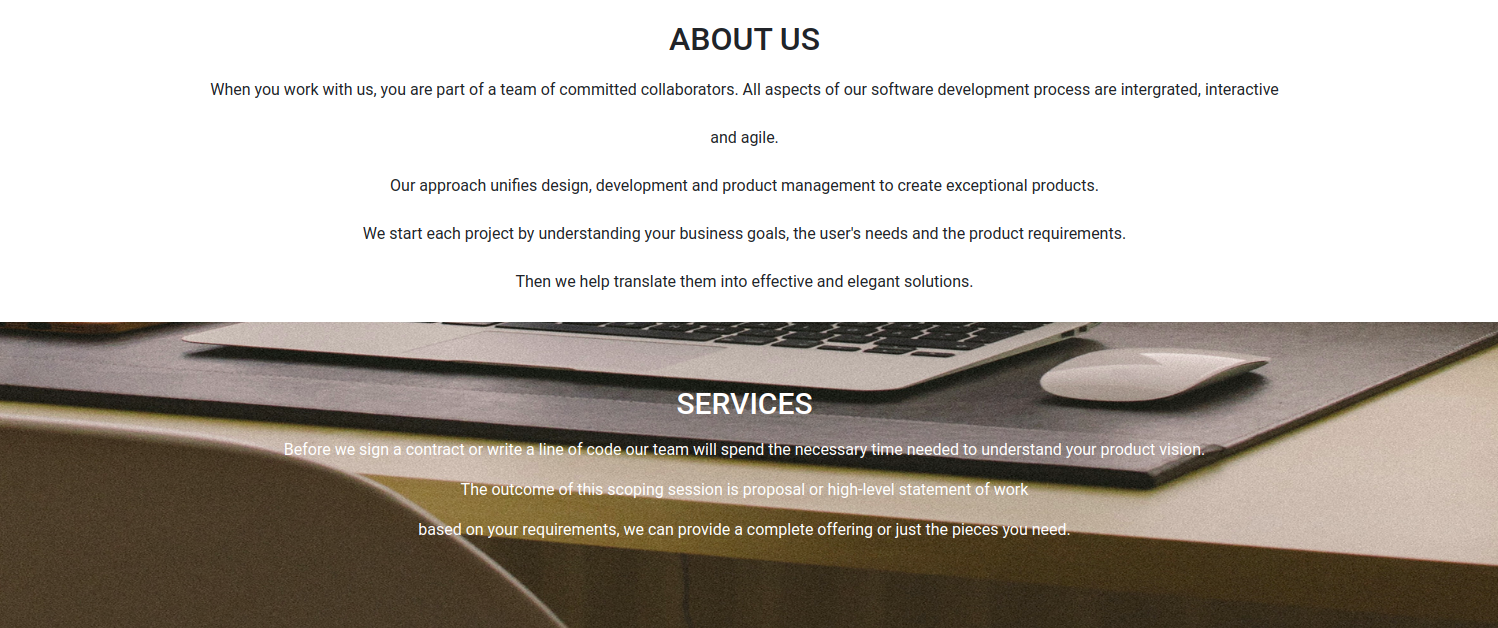 ABOUT US
When you work with us, you are part of a team of committed collaborators. All aspects of our software development process are intergrated, interactive
and agile.
Our approach unifies design, development and product management to create exceptional products.
We start each project by understanding your business goals, the user's needs and the product requirements.
Then we help translate them into effective and elegant solutions.
SERVICES
Before we sign a contract or write a line of code our team will spend the necessary time needed to understand your product vision.
The outcome of this scoping session is proposal or high-level statement of work
based on your requirements, we can provide a complete offering or just the pieces you need.